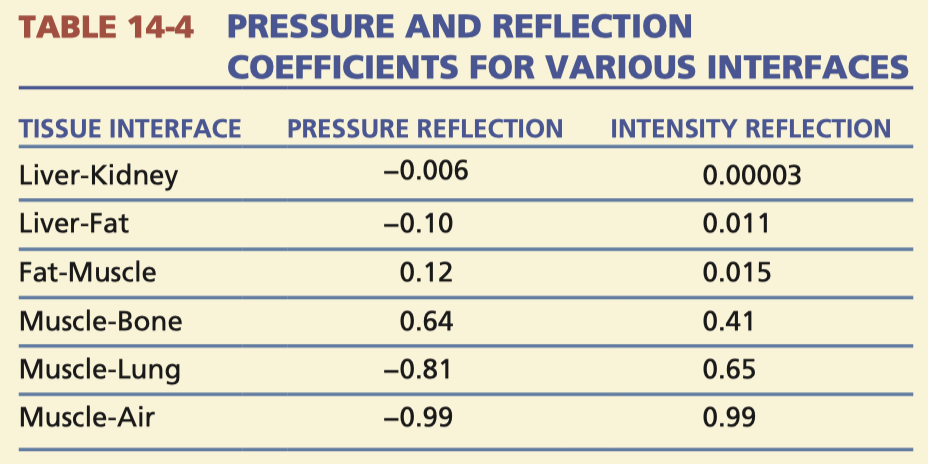 TABLE 14-4 PRESSURE AND REFLECTION
COEFFICIENTS FOR VARIOUS INTERFACES
TISSUE INTERFACE PRESSURE REFLECTION INTENSITY REFLECTION
Liver-Kidney −0.006 0.00003
Liver-Fat −0.10 0.011
Fat-Muscle 0.12 0.015
Muscle-Bone 0.64 0.41
Muscle-Lung −0.81 0.65
Muscle-Air −0.99 0.99